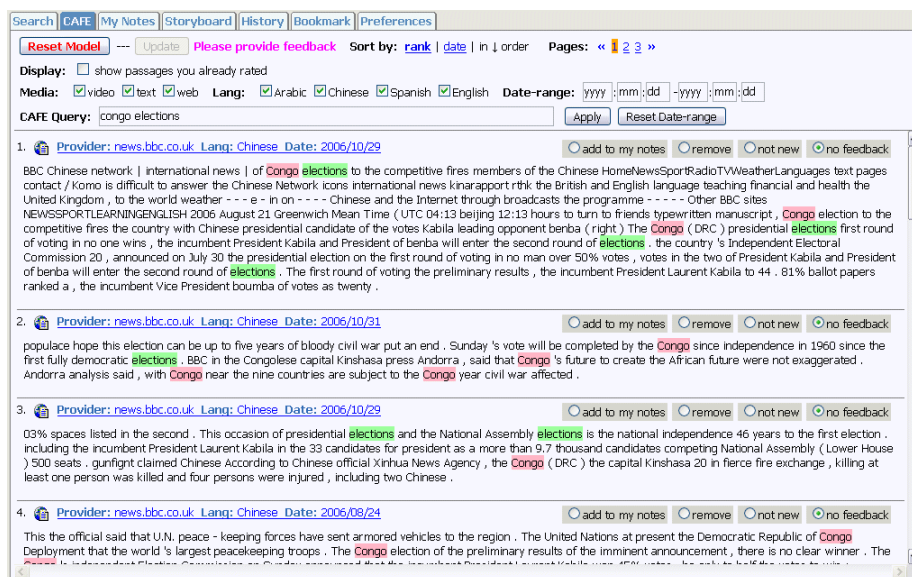 Search CAFE My Notes Storyboard History Bookmark Preferences
Reset Model --- Update Please provide feedback Sort by: rank | date | in ↓ order Pages: « 1 2 3 »
Display: show passages you already rated
Media: video text web Lang: Arabic Chinese Spanish English Date-range: yyyy :mm :dd -yyyy :mm :dd
CAFE Query: congo elections Apply Reset Date-range
1. Provider: news.bbc.co.uk Lang: Chinese Date: 2006/10/29 add to my notes remove not new no feedback
BBC Chinese network | international news | of Congo elections to the competitive fires members of the Chinese HomeNewsSportRadioTVWeatherLanguages text pages
contact / Komo is difficult to answer the Chinese Network icons international news kinarapport rthk the British and English language teaching financial and health the
United Kingdom , to the world weather - - - e - in on - - - - Chinese and the Internet through broadcasts the programme - - - - - Other BBC sites
NEWSSPORTLEARNINGENGLISH 2006 August 21 Greenwich Mean Time ( UTC 04:13 beijing 12:13 hours to turn to friends typewritten manuscript , Congo election to the
competitive fires the country with Chinese presidential candidate of the votes Kabila leading opponent benba ( right ) The Congo ( DRC ) presidential elections first round
of voting in no one wins , the incumbent President Kabila and President of benba will enter the second round of elections . the country 's Independent Electoral
Commission 20 , announced on July 30 the presidential election on the first round of voting in no man over 50% votes , votes in the two of President Kabila and President
of benba will enter the second round of elections . The first round of voting the preliminary results , the incumbent President Laurent Kabila to 44 . 81% ballot papers
ranked a , the incumbent Vice President boumba of votes as twenty .
2. Provider: news.bbc.co.uk Lang: Chinese Date: 2006/10/31 add to my notes remove not new no feedback
populace hope this election can be up to five years of bloody civil war put an end . Sunday 's vote will be completed by the Congo since independence in 1960 since the
first fully democratic elections . BBC in the Congolese capital Kinshasa press Andorra , said that Congo 's future to create the African future were not exaggerated .
Andorra analysis said , with Congo near the nine countries are subject to the Congo year civil war affected .
3. Provider: news.bbc.co.uk Lang: Chinese Date: 2006/10/29 add to my notes remove not new no feedback
03% spaces listed in the second . This occasion of presidential elections and the National Assembly elections is the national independence 46 years to the first election .
including the incumbent President Laurent Kabila in the 33 candidates for president as a more than 9.7 thousand candidates competing National Assembly ( Lower House
) 500 seats . gunfignt claimed Chinese According to Chinese official Xinhua News Agency , the Congo ( DRC ) the capital Kinshasa 20 in fierce fire exchange , killing at
least one person was killed and four persons were injured , including two Chinese .
4. Provider: news.bbc.co.uk Lang: Chinese Date: 2006/08/24 add to my notes remove not new no feedback
This the official said that U.N. peace - keeping forces have sent armored vehicles to the region . The United Nations at present the Democratic Republic of Congo
Deployment that the world 's largest peacekeeping troops . The Congo election of the preliminary results of the imminent announcement , there is no clear winner . The